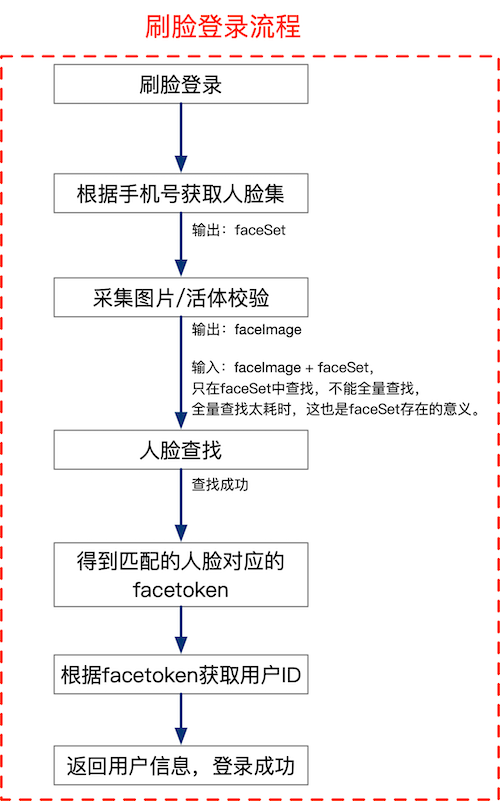 刷脸登录流程
刷脸登录
根据手机号获取人脸集
输出：faceSet
采集图片/活体校验
输出：faceImage
输入：faceImage + faceSet，
只在faceSet中查找，不能全量查找，
全量查找太耗时，这也是faceSet存在的意义。
人脸查找
查找成功
得到匹配的人脸对应的
facetoken
根据facetoken获取用户ID
返回用户信息，登录成功